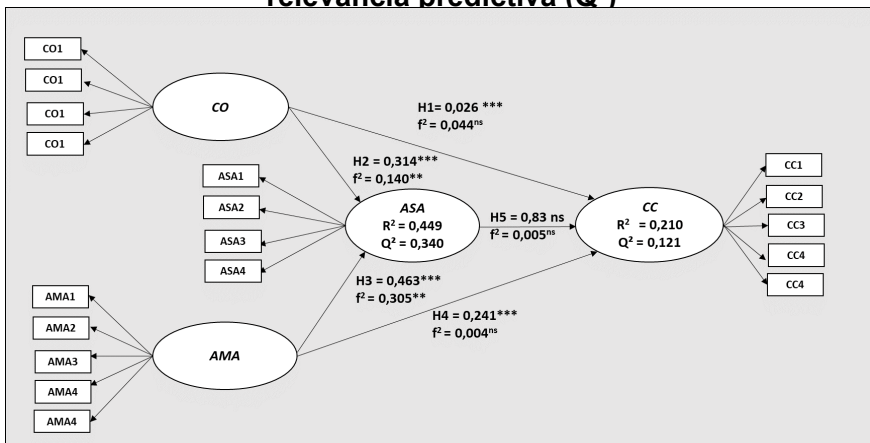 relevância predictiva (Q²)
CO1
CO1
CO1
CO1
CO
H1= 0,026 ***
f² = 0,044ns
H2 = 0,314***
f² = 0,140**
ASA1
ASA2
ASA3
ASA4
ASA
R² = 0,449
Q² = 0,340
H5 = 0,83 ns
f² = 0,005ns
CC
R² = 0,210
Q² = 0,121
CC1
CC2
CC3
CC4
CC4
H3 = 0,463***
f² = 0,305**
H4 = 0,241***
f² = 0,004ns
AMA1
AMA2
AMA3
AMA4
AMA4
AMA